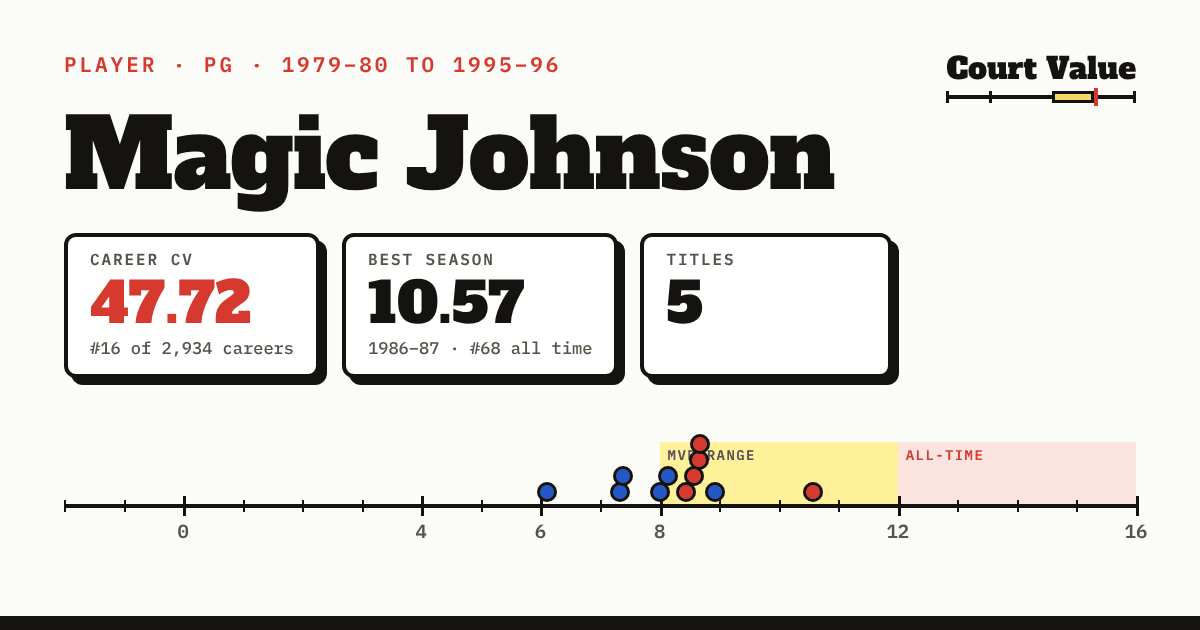 PLAYER · PG · 1979–80 TO 1995–96
Court Value
Magic Johnson
CAREER CV
47.72
#16 of 2,934 careers
BEST SEASON
10.57
1986–87 · #68 all time
TITLES
5
MVP RANGE
ALL-TIME
0 4 6 8 12 16